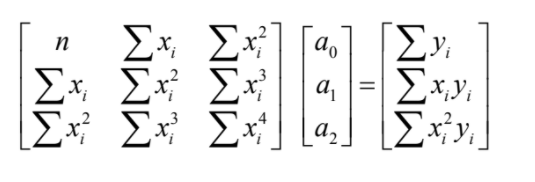 n ∑xᵢ ∑xᵢ² a₀ ∑yᵢ
∑xᵢ ∑xᵢ² ∑xᵢ³ a₁ = ∑xᵢyᵢ
∑xᵢ² ∑xᵢ³ ∑xᵢ⁴ a₂ ∑xᵢ²yᵢ